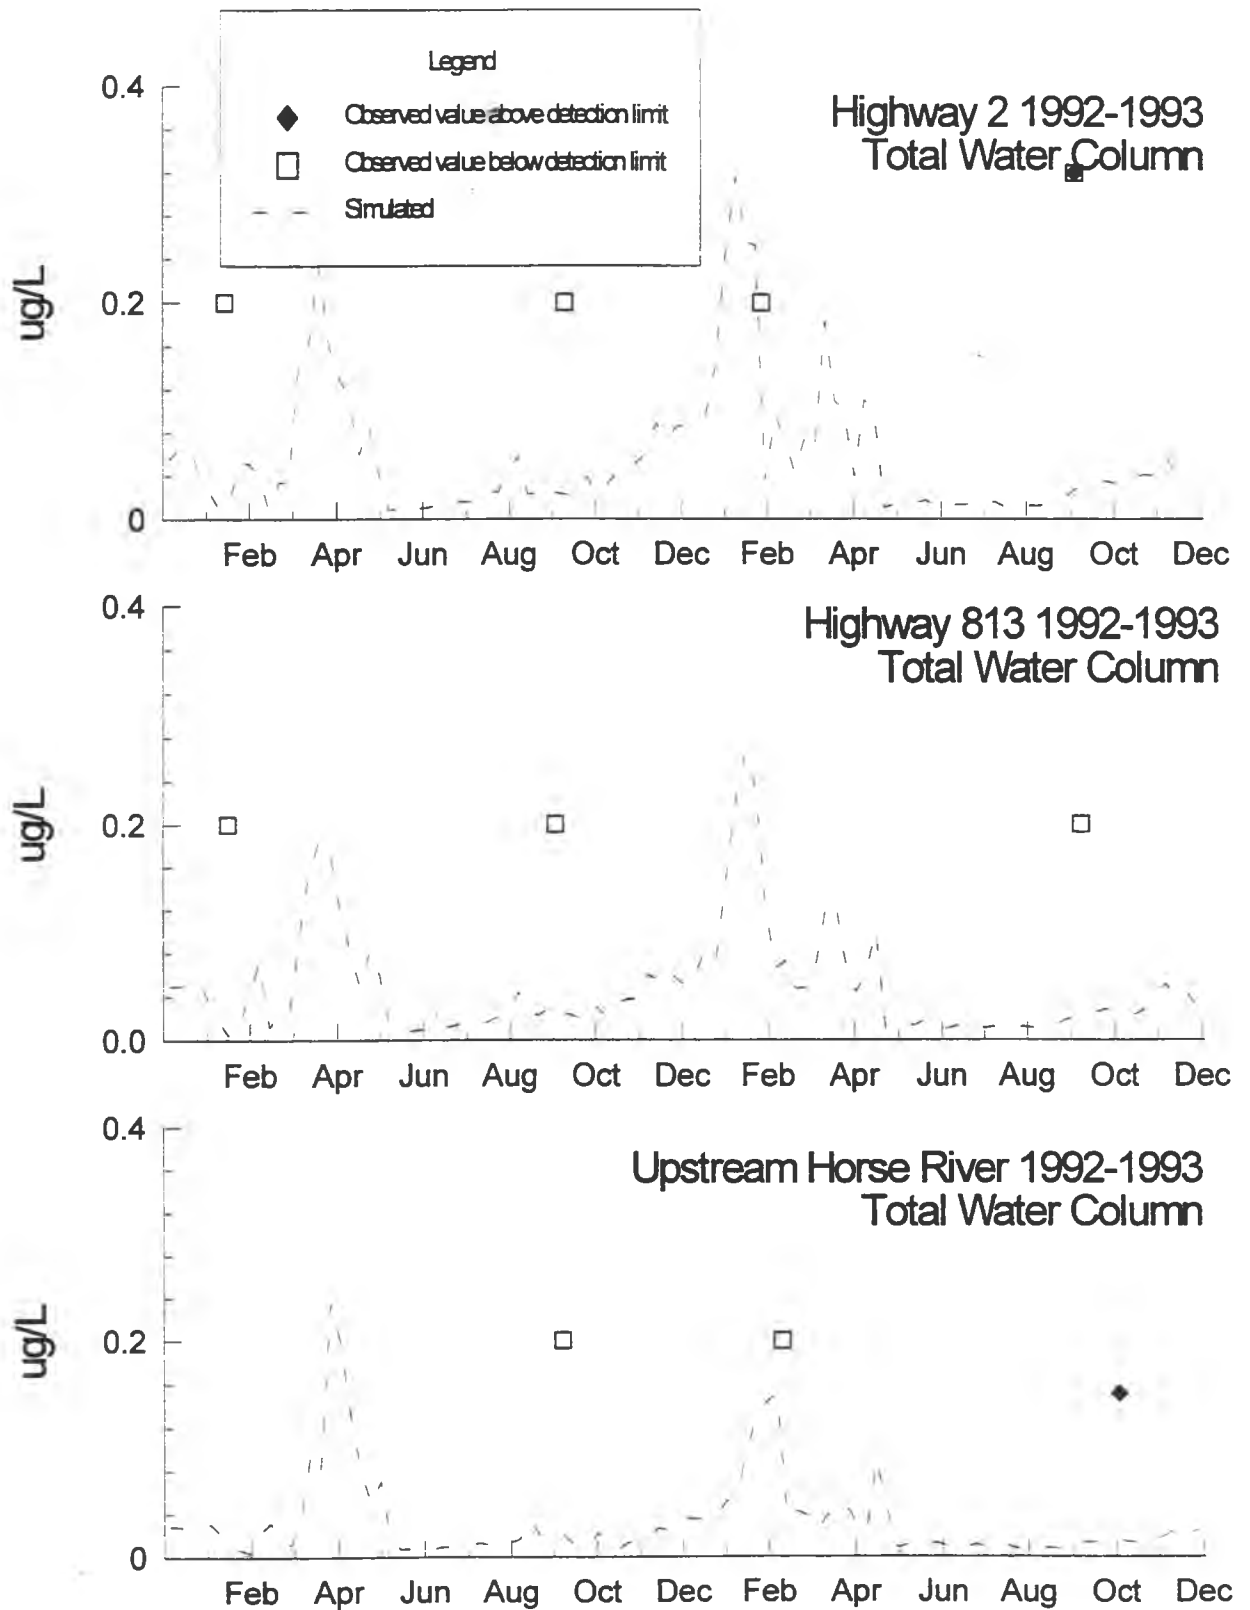 Legend
Observed value above detection limit
Observed value below detection limit
Simulated
Highway 2 1992-1993
Total Water Column
ug/L
0.4
0.2
0
Feb Apr Jun Aug Oct Dec Feb Apr Jun Aug Oct Dec
Highway 813 1992-1993
Total Water Column
ug/L
0.4
0.2
0.0
Feb Apr Jun Aug Oct Dec Feb Apr Jun Aug Oct Dec
Upstream Horse River 1992-1993
Total Water Column
ug/L
0.4
0.2
0
Feb Apr Jun Aug Oct Dec Feb Apr Jun Aug Oct Dec